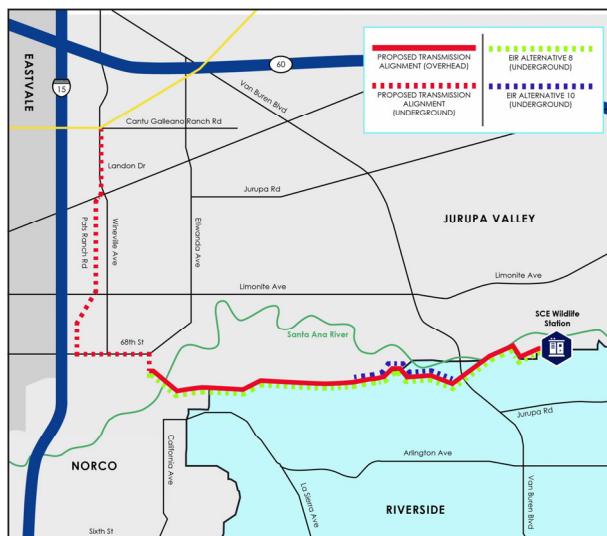 EASTVALE
15
60
Van Buren Blvd
PROPOSED TRANSMISSION
ALIGNMENT (OVERHEAD)
PROPOSED TRANSMISSION
ALIGNMENT
(UNDERGROUND)
EIR ALTERNATIVE 8
(UNDERGROUND)
EIR ALTERNATIVE 10
(UNDERGROUND)
Cantu Galleano Ranch Rd
Landon Dr
Jurupa Rd
Pats Ranch Rd
Wineville Ave
Etiwanda Ave
JURUPA VALLEY
Limonite Ave
Limonite Ave
SCE Wildlife
Station
Santa Ana River
68th St
Jurupa Rd
California Ave
NORCO
Arlington Ave
La Sierra Ave
Van Buren Blvd
RIVERSIDE
Sixth St